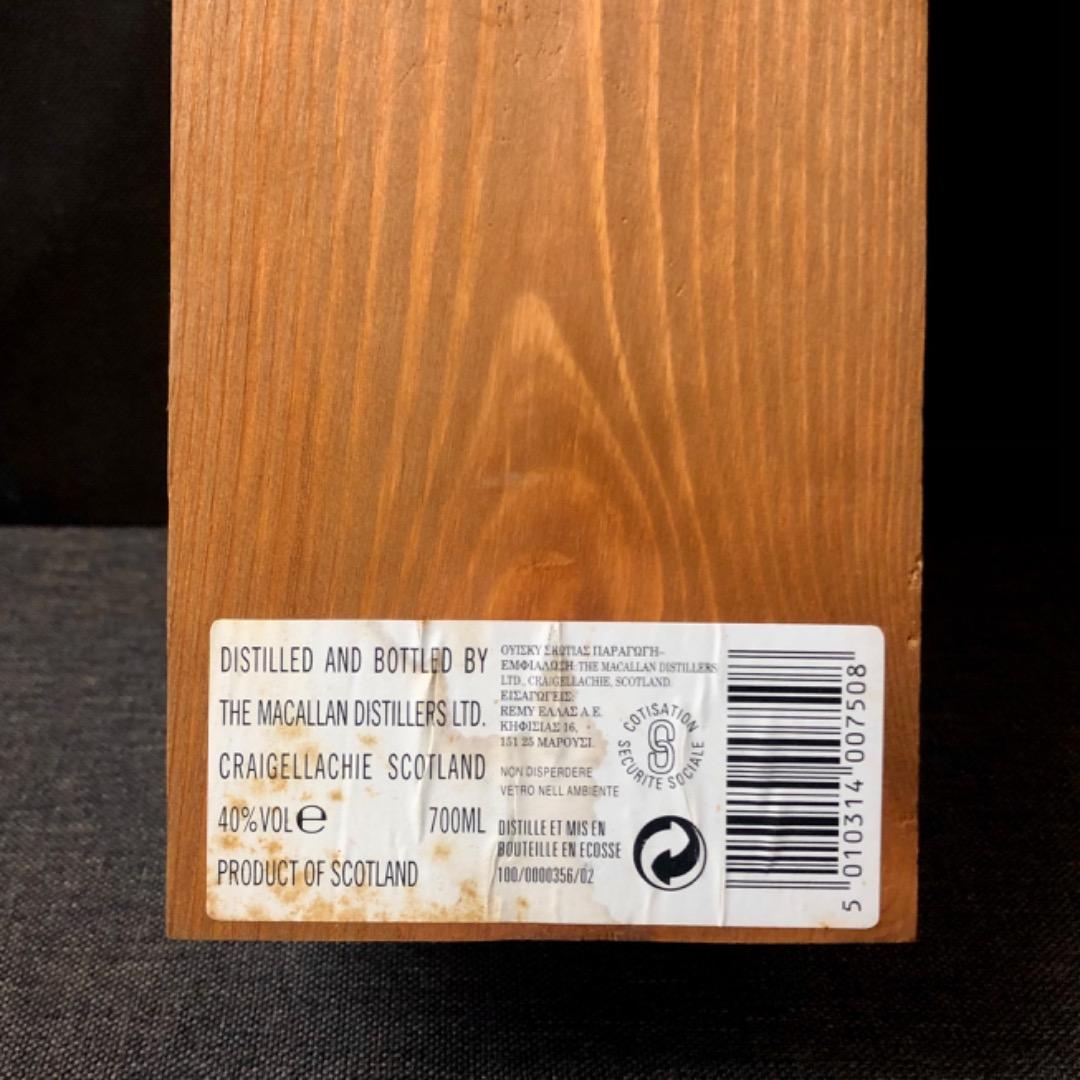 DISTILLED AND BOTTLED BY
THE MACALLAN DISTILLERS LTD.
CRAIGELLACHIE SCOTLAND
40%VOL e 700ML
PRODUCT OF SCOTLAND
ΟΥΙΣΚΥ ΣΚΩΤΙΑΣ ΠΑΡΑΓΩΓΗ-
ΕΜΦΙΑΛΩΣΗ: THE MACALLAN DISTILLERS
LTD., CRAIGELLACHIE, SCOTLAND.
ΕΙΣΑΓΩΓΕΙΣ:
REMY ΕΛΛΑΣ Α.Ε.
ΚΗΦΙΣΙΑΣ 16,
151 25 ΜΑΡΟΥΣΙ.
NON DISPERDERE
VETRO NELL AMBIENTE
DISTILLE ET MIS EN
BOUTEILLE EN ECOSSE
100/0000356/02
COTISATION
SS
SECURITE SOCIALE
5 010314 007508